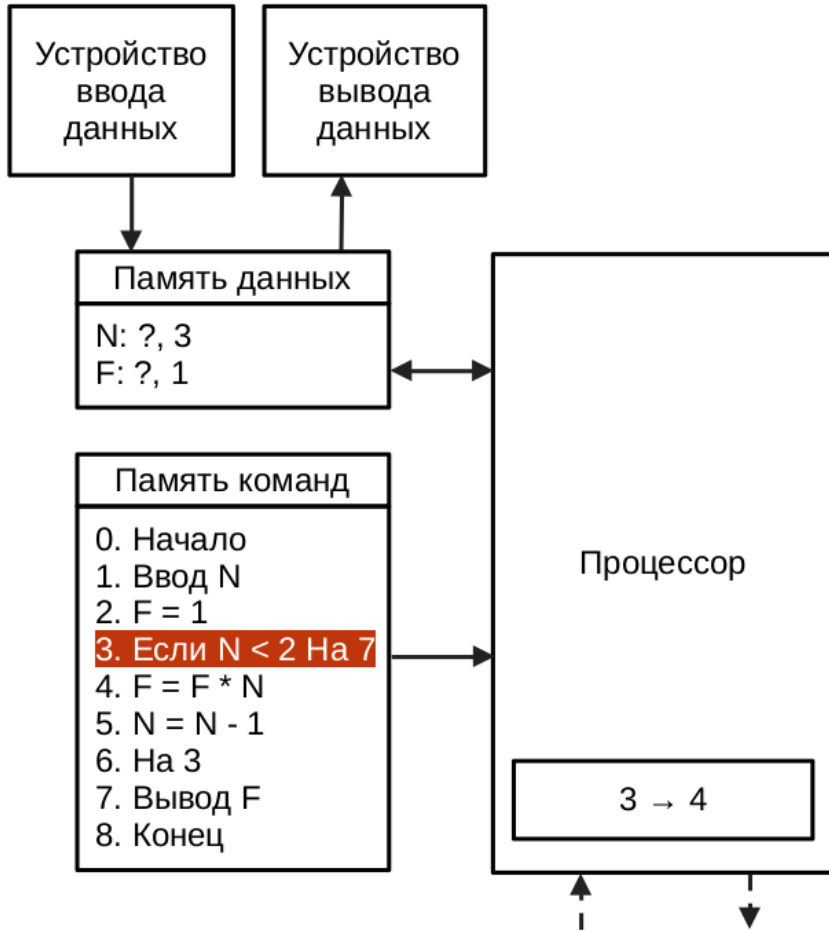 Устройство
ввода
данных
Устройство
вывода
данных
Память данных
N: ?, 3
F: ?, 1
Память команд
0. Начало
1. Ввод N
2. F = 1
3. Если N < 2 На 7
4. F = F * N
5. N = N - 1
6. На 3
7. Вывод F
8. Конец
Процессор
3 → 4